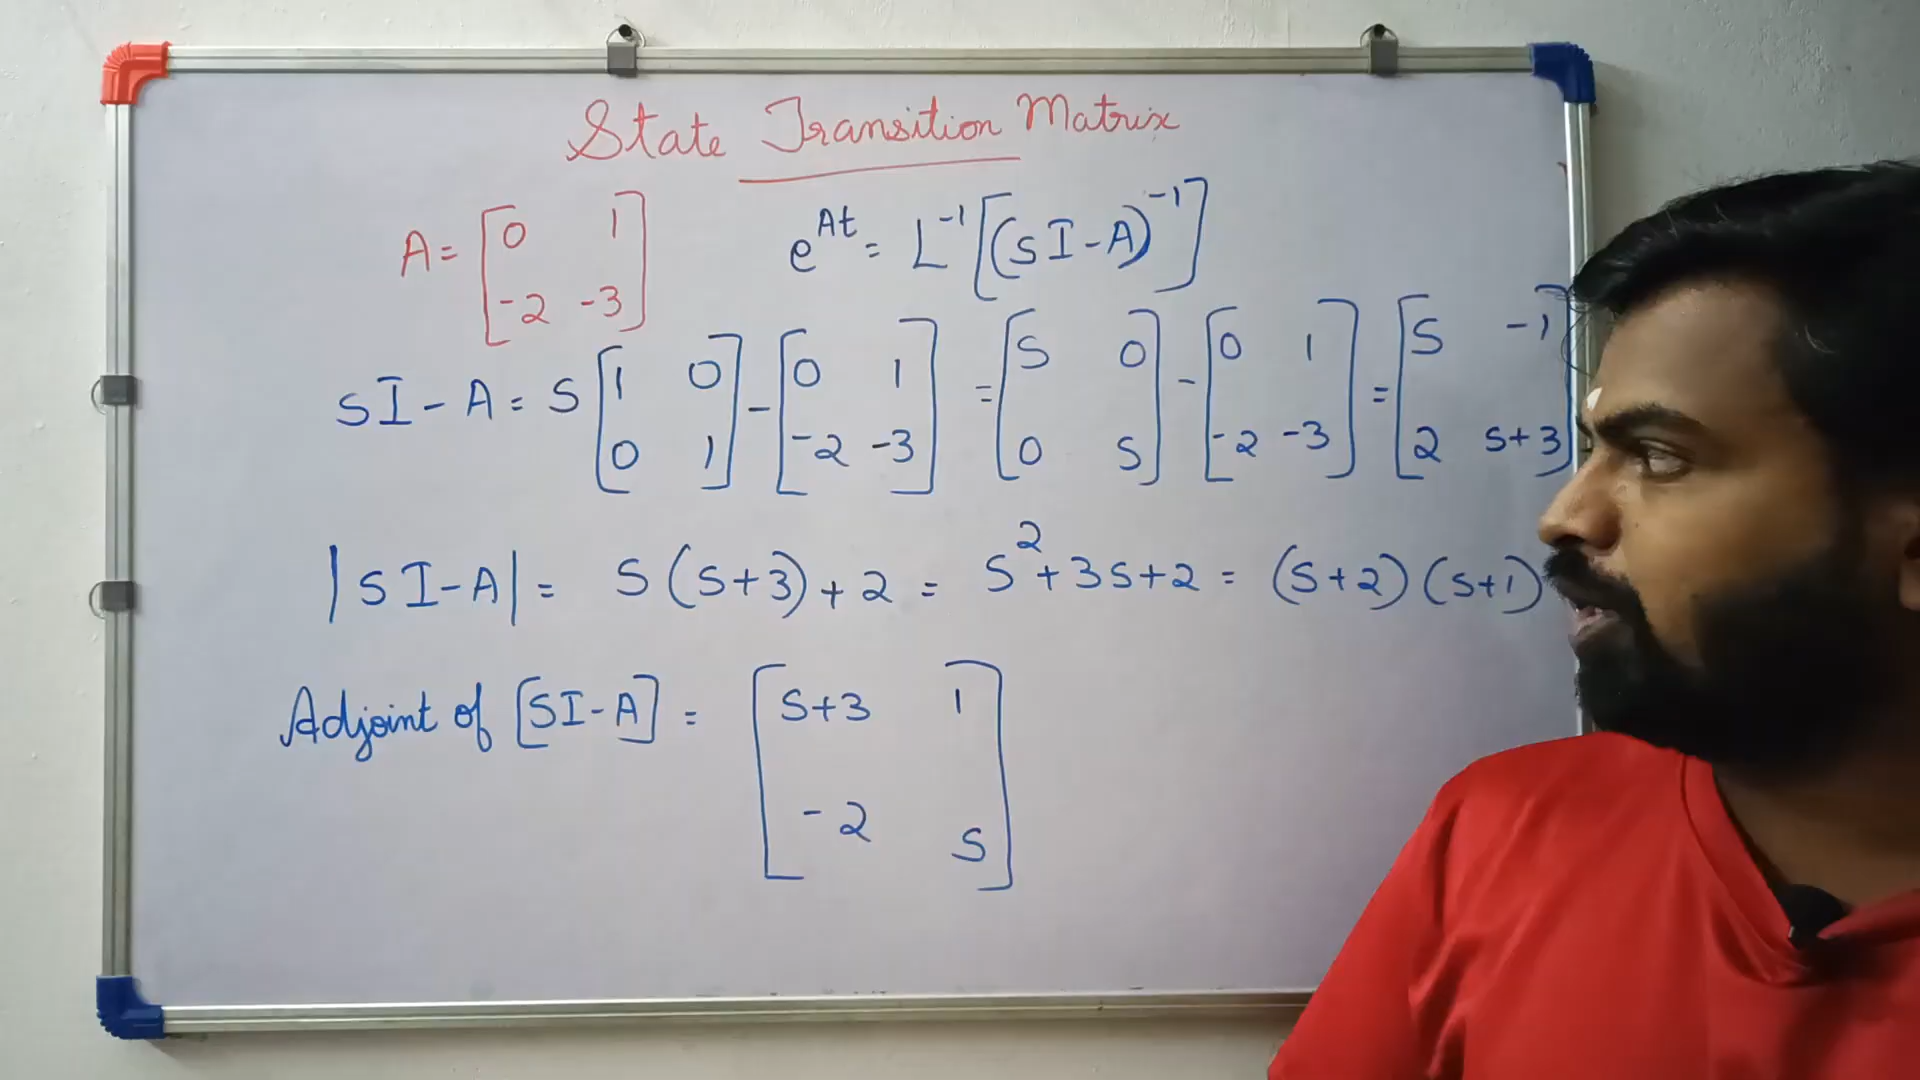 State Transition Matrix
A = [0 1; -2 -3]
e^{At} = L^{-1}[(SI-A)^{-1}]
SI-A = S[1 0; 0 1] - [0 1; -2 -3] = [S 0; 0 S] - [0 1; -2 -3] = [S -1; 2 S+3]
|SI-A| = S(S+3)+2 = S^2+3S+2 = (S+2)(S+1)
Adjoint of [SI-A] = [S+3 1; -2 S]